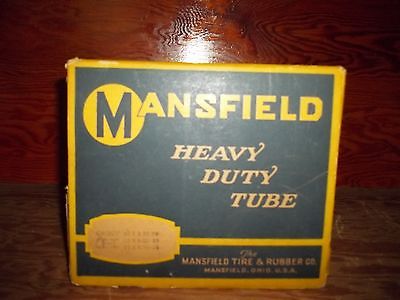 MANSFIELD
HEAVY
DUTY
TUBE
The
MANSFIELD TIRE & RUBBER CO.
MANSFIELD, OHIO, U.S.A.